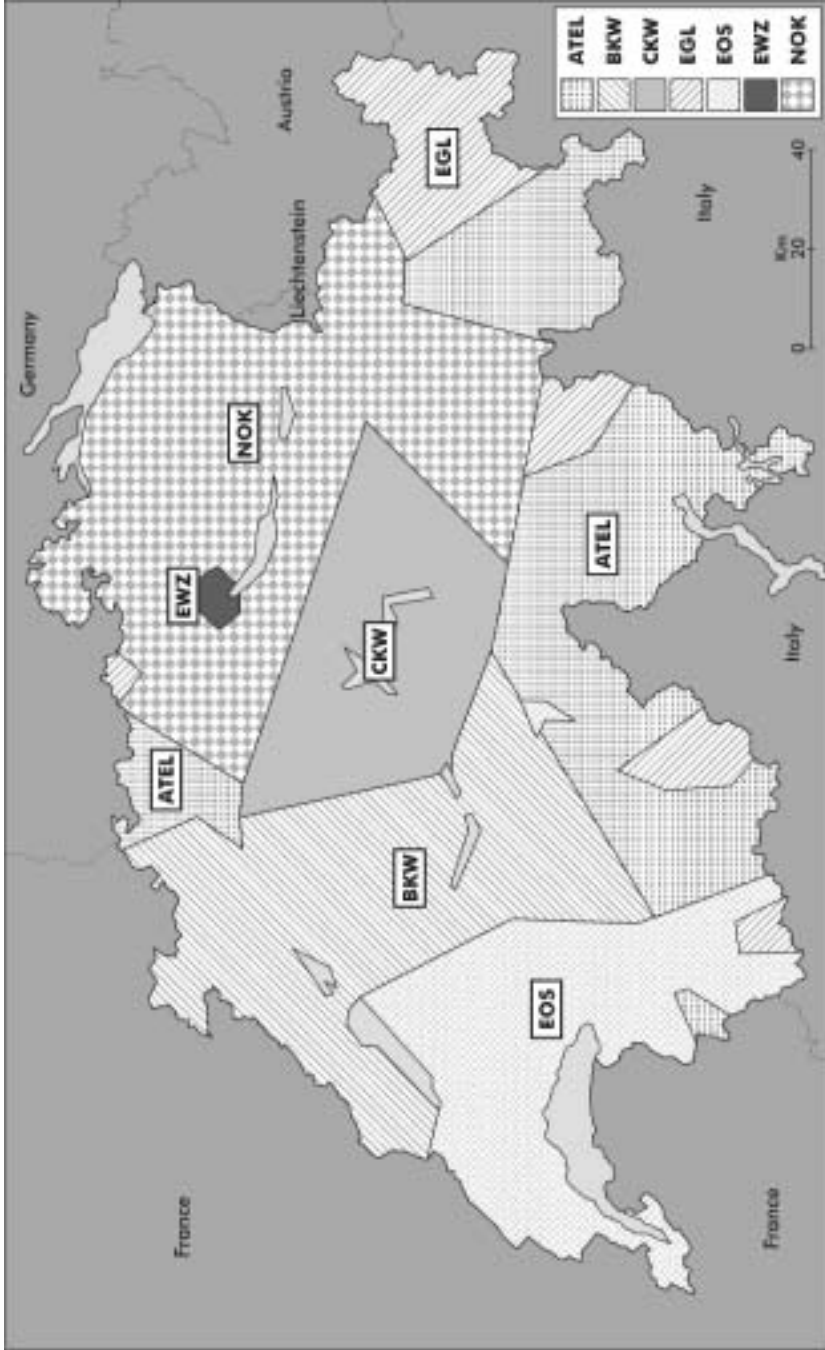 Germany
Austria
Liechtenstein
France
NOK
EWZ
ATEL
CKW
BKW
EGL
ATEL
EOS
Italy
Italy
France
Km
0 20 40
ATEL
BKW
CKW
EGL
EOS
EWZ
NOK